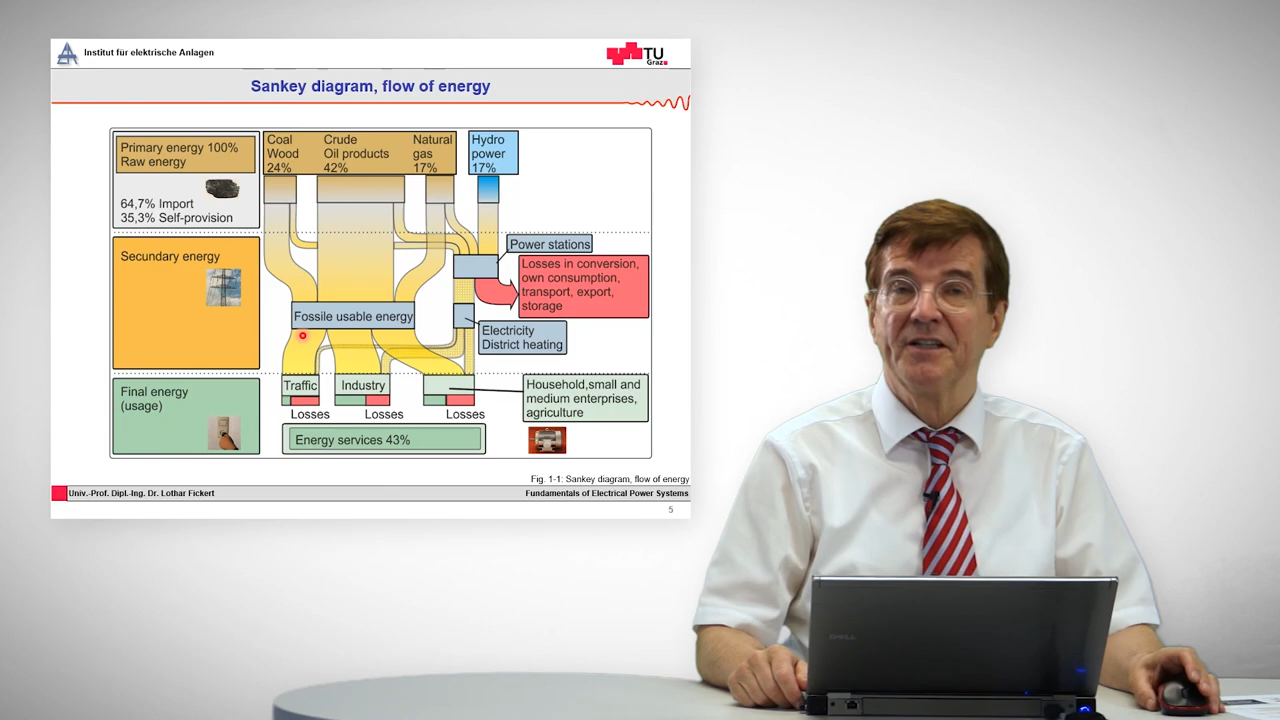 Institut für elektrische Anlagen
TU
Graz
Sankey diagram, flow of energy
Primary energy 100%
Raw energy
64,7% Import
35,3% Self-provision
Coal
Wood
24%
Crude
Oil products
42%
Natural
gas
17%
Hydro
power
17%
Secundary energy
Power stations
Losses in conversion,
own consumption,
transport, export,
storage
Fossile usable energy
Electricity
District heating
Final energy
(usage)
Traffic
Industry
Household,small and
medium enterprises,
agriculture
Losses
Losses
Losses
Energy services 43%
Fig. 1-1: Sankey diagram, flow of energy
Univ.-Prof. Dipl.-Ing. Dr. Lothar Fickert
Fundamentals of Electrical Power Systems
5
DELL